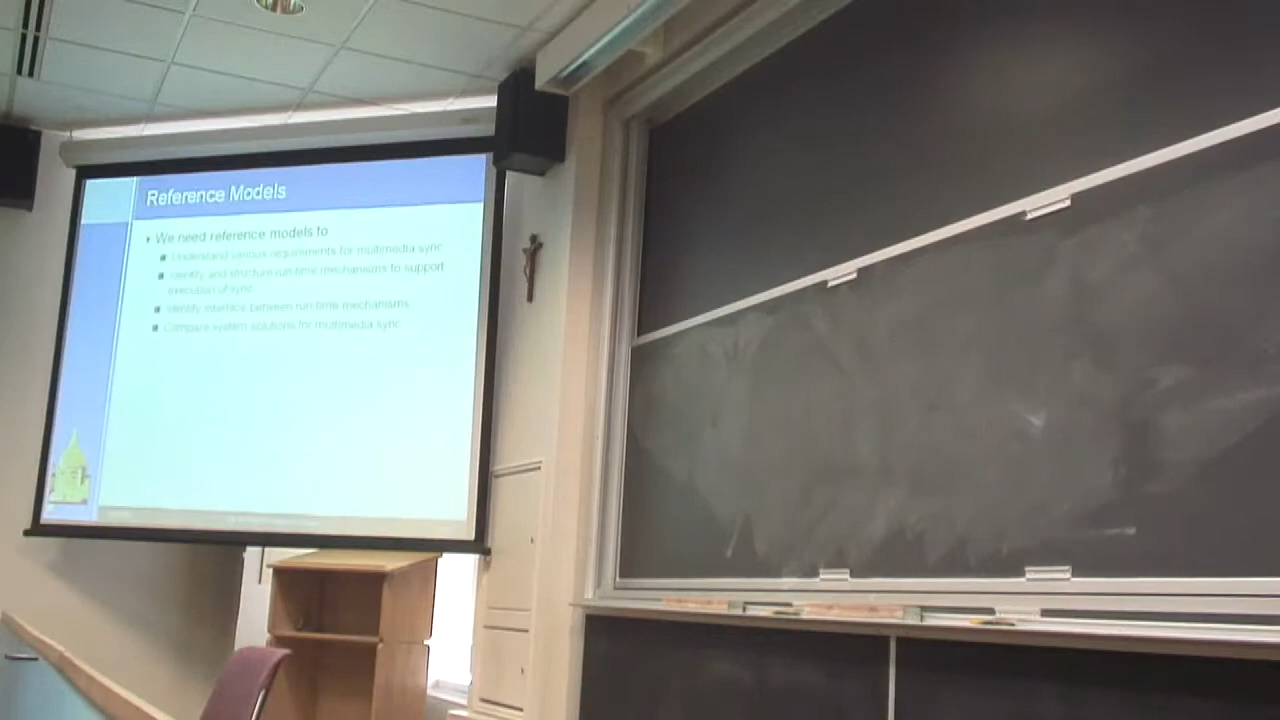 Reference Models
We need reference models to
Understand various requirements for multimedia sync
Identify and structure run-time mechanisms to support
execution of sync
Identify interface between run-time mechanisms
Compare system solutions for multimedia sync